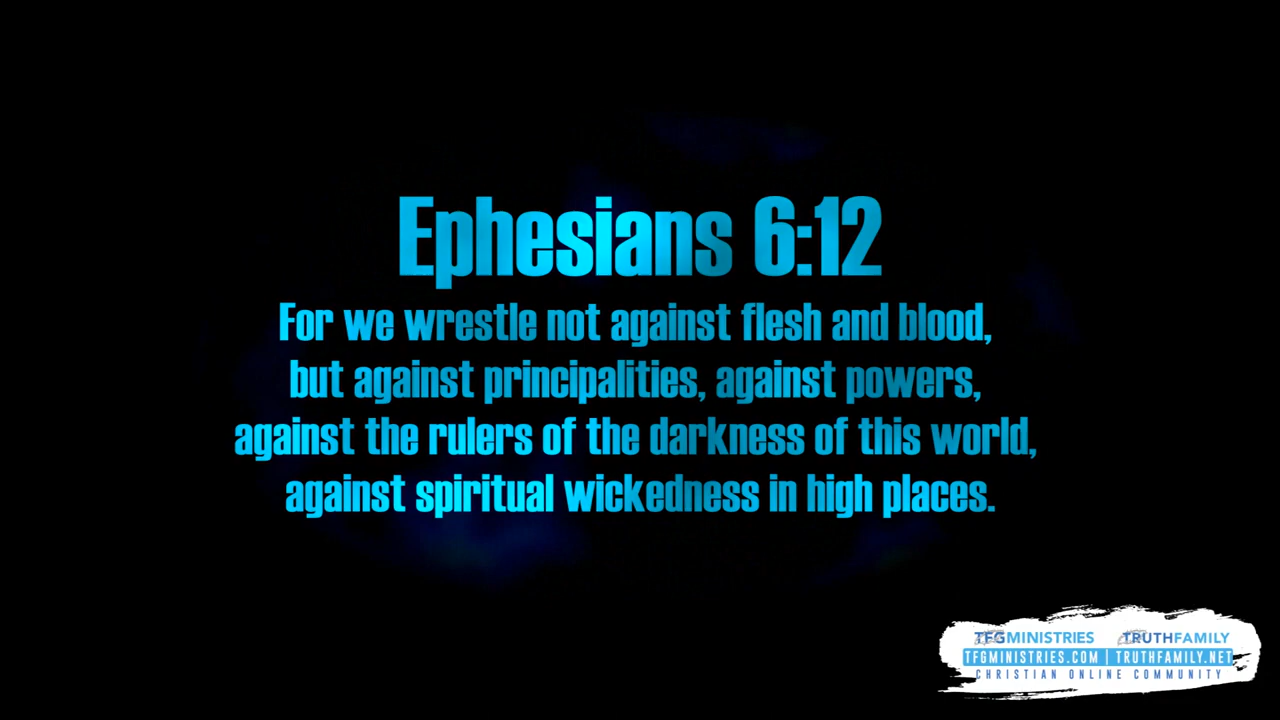 Ephesians 6:12
For we wrestle not against flesh and blood,
but against principalities, against powers,
against the rulers of the darkness of this world,
against spiritual wickedness in high places.
TFGMINISTRIES TRUTHFAMILY
TFGMINISTRIES.COM | TRUTHFAMILY.NET
CHRISTIAN ONLINE COMMUNITY